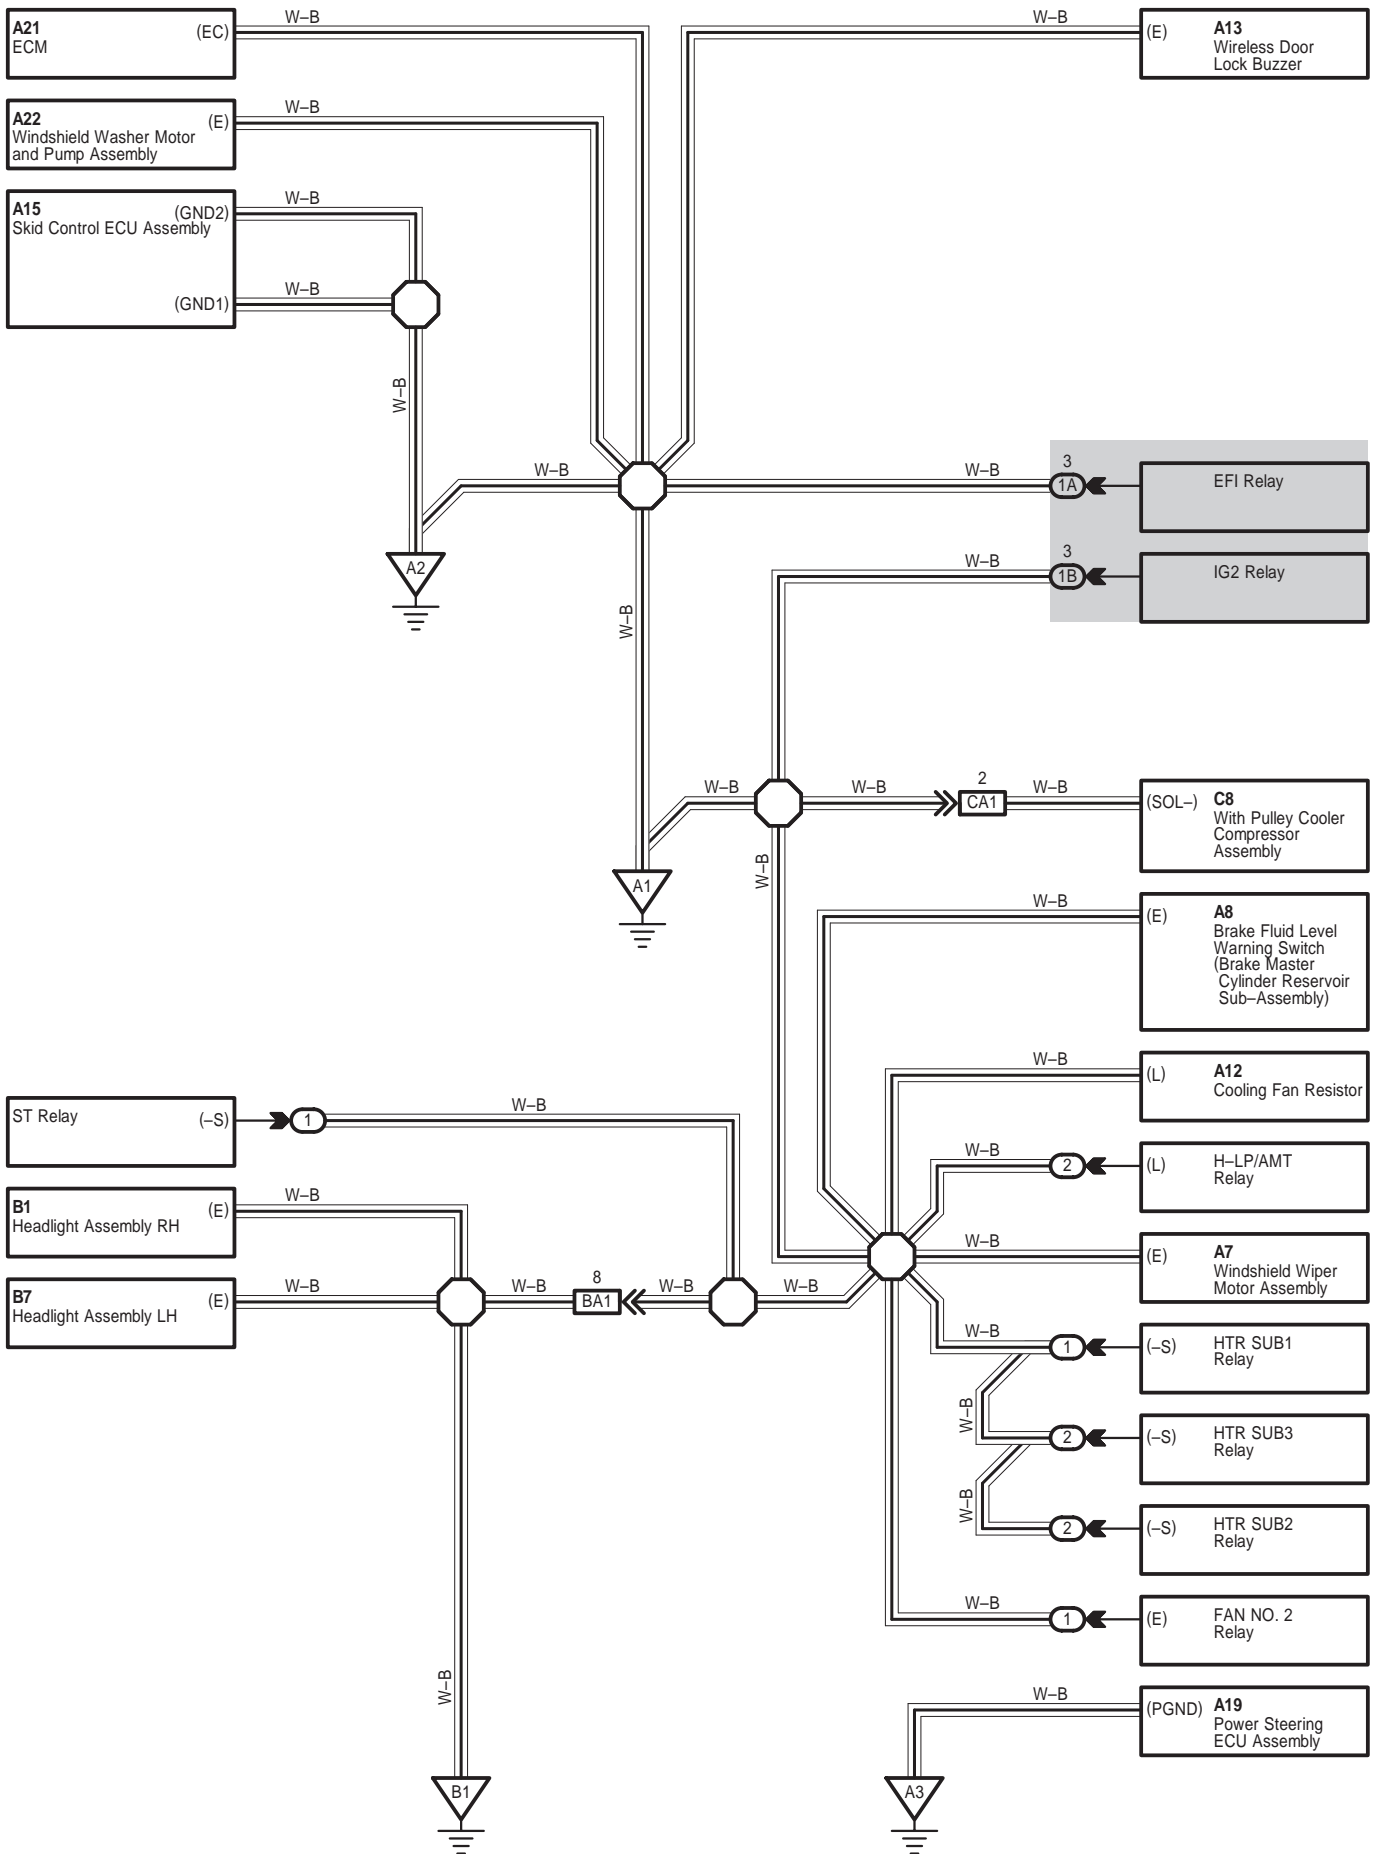 W–B
W–B
A21
(EC)
ECM
(E)
A13
Wireless Door
Lock Buzzer
W–B
A22
(E)
Windshield Washer Motor
and Pump Assembly
W–B
A15
(GND2)
Skid Control ECU Assembly
W–B
(GND1)
W–B
W–B
W–B
3
1A
EFI Relay
A2
W–B
3
1B
IG2 Relay
W–B
W–B
W–B
2
CA1
W–B
(SOL–)
C8
With Pulley Cooler
Compressor
Assembly
W–B
A1
W–B
(E)
A8
Brake Fluid Level
Warning Switch
(Brake Master
Cylinder Reservoir
Sub–Assembly)
W–B
(L)
A12
Cooling Fan Resistor
ST Relay
(–S)
1
W–B
W–B
2
(L)
H–LP/AMT
Relay
B1
(E)
Headlight Assembly RH
W–B
W–B
(E)
A7
Windshield Wiper
Motor Assembly
B7
(E)
Headlight Assembly LH
W–B
W–B
8
BA1
W–B
W–B
W–B
1
(–S)
HTR SUB1
Relay
W–B
2
(–S)
HTR SUB3
Relay
W–B
2
(–S)
HTR SUB2
Relay
W–B
1
(E)
FAN NO. 2
Relay
W–B
W–B
(PGND)
A19
Power Steering
ECU Assembly
B1
A3